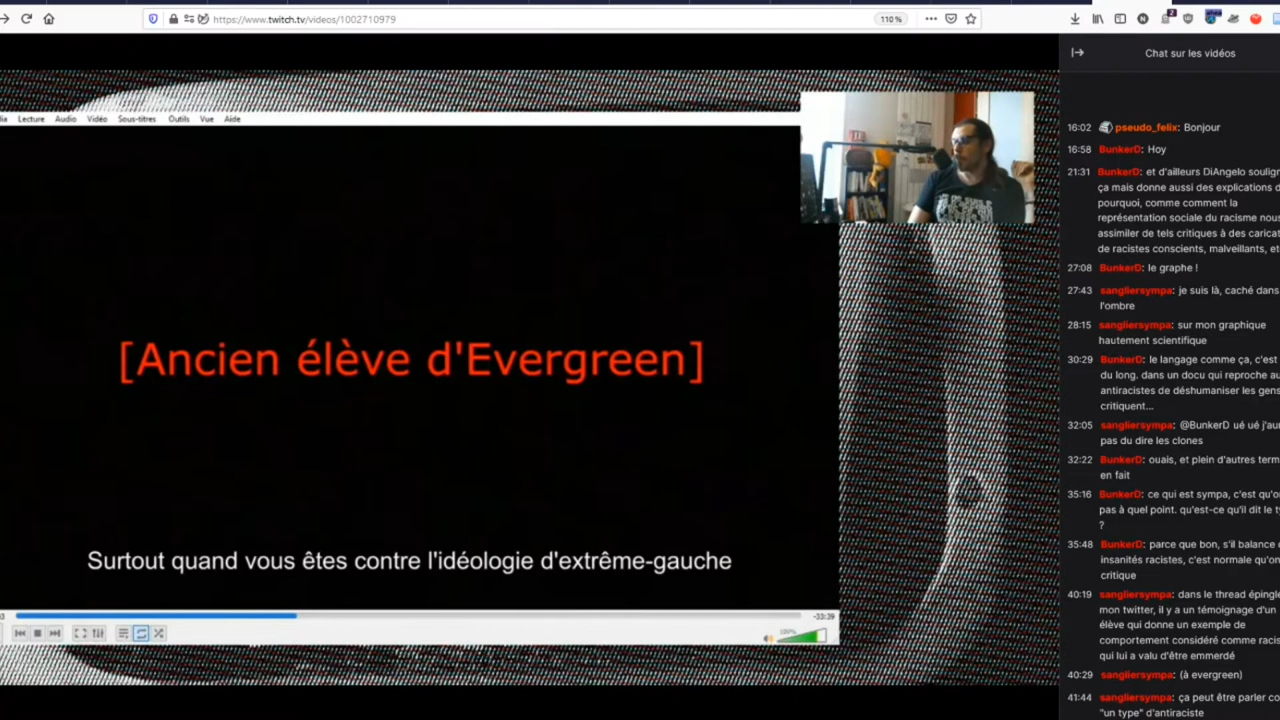 https://www.twitch.tv/videos/1002710979
110%
2
Lecture Audio Vidéo Sous-titres Outils Vue Aide
[Ancien élève d'Evergreen]
Surtout quand vous êtes contre l'idéologie d'extrême-gauche
-33:39
100%
Chat sur les vidéos
16:02 pseudo_felix: Bonjour
16:58 BunkerD: Hoy
21:31 BunkerD: et d'ailleurs DiAngelo soulign
ça mais donne aussi des explications d
pourquoi, comme comment la
représentation sociale du racisme nous
assimiler de tels critiques à des caricat
de racistes conscients, malveillants, et
27:08 BunkerD: le graphe !
27:43 sangliersympa: je suis là, caché dans
l'ombre
28:15 sangliersympa: sur mon graphique
hautement scientifique
30:29 BunkerD: le langage comme ça, c'est
du long. dans un docu qui reproche au
antiracistes de déshumaniser les gens
critiquent...
32:05 sangliersympa: @BunkerD ué ué j'aur
pas du dire les clones
32:22 BunkerD: ouais, et plein d'autres term
en fait
35:16 BunkerD: ce qui est sympa, c'est qu'on
pas à quel point. qu'est-ce qu'il dit le ty
?
35:48 BunkerD: parce que bon, s'il balance d
insanités racistes, c'est normale qu'on
critique
40:19 sangliersympa: dans le thread épingle
mon twitter, il y a un témoignage d'un
élève qui donne un exemple de
comportement considéré comme racis
qui lui a valu d'être emmerdé
40:29 sangliersympa: (à evergreen)
41:44 sangliersympa: ça peut être parler co
"un type" d'antiraciste